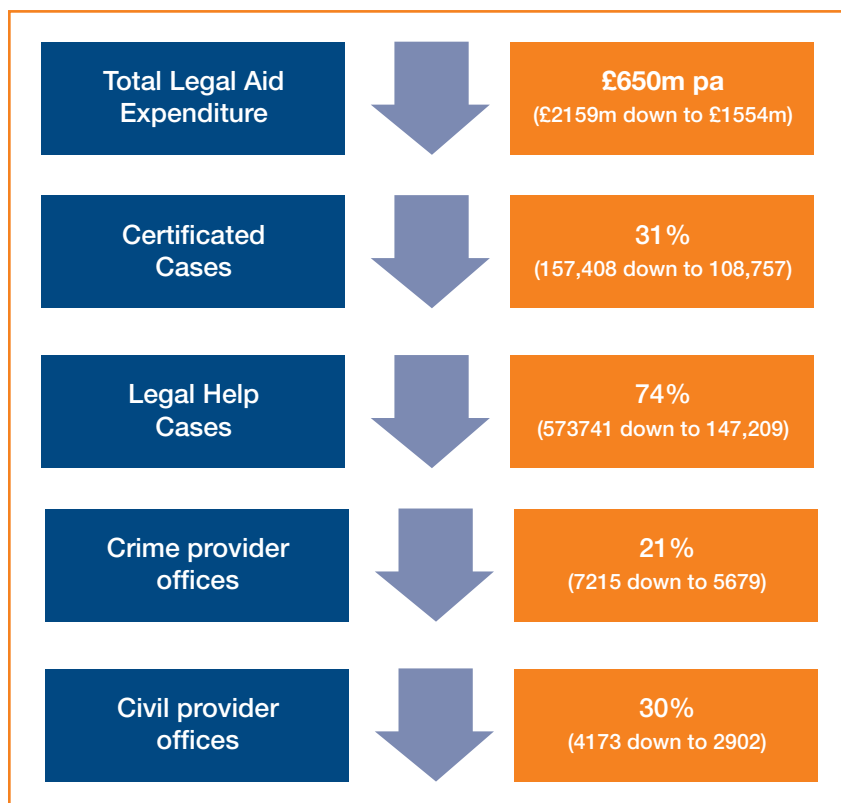 Total Legal Aid
Expenditure
£650m pa
(£2159m down to £1554m)
Certificated
Cases
31%
(157,408 down to 108,757)
Legal Help
Cases
74%
(573741 down to 147,209)
Crime provider
offices
21%
(7215 down to 5679)
Civil provider
offices
30%
(4173 down to 2902)